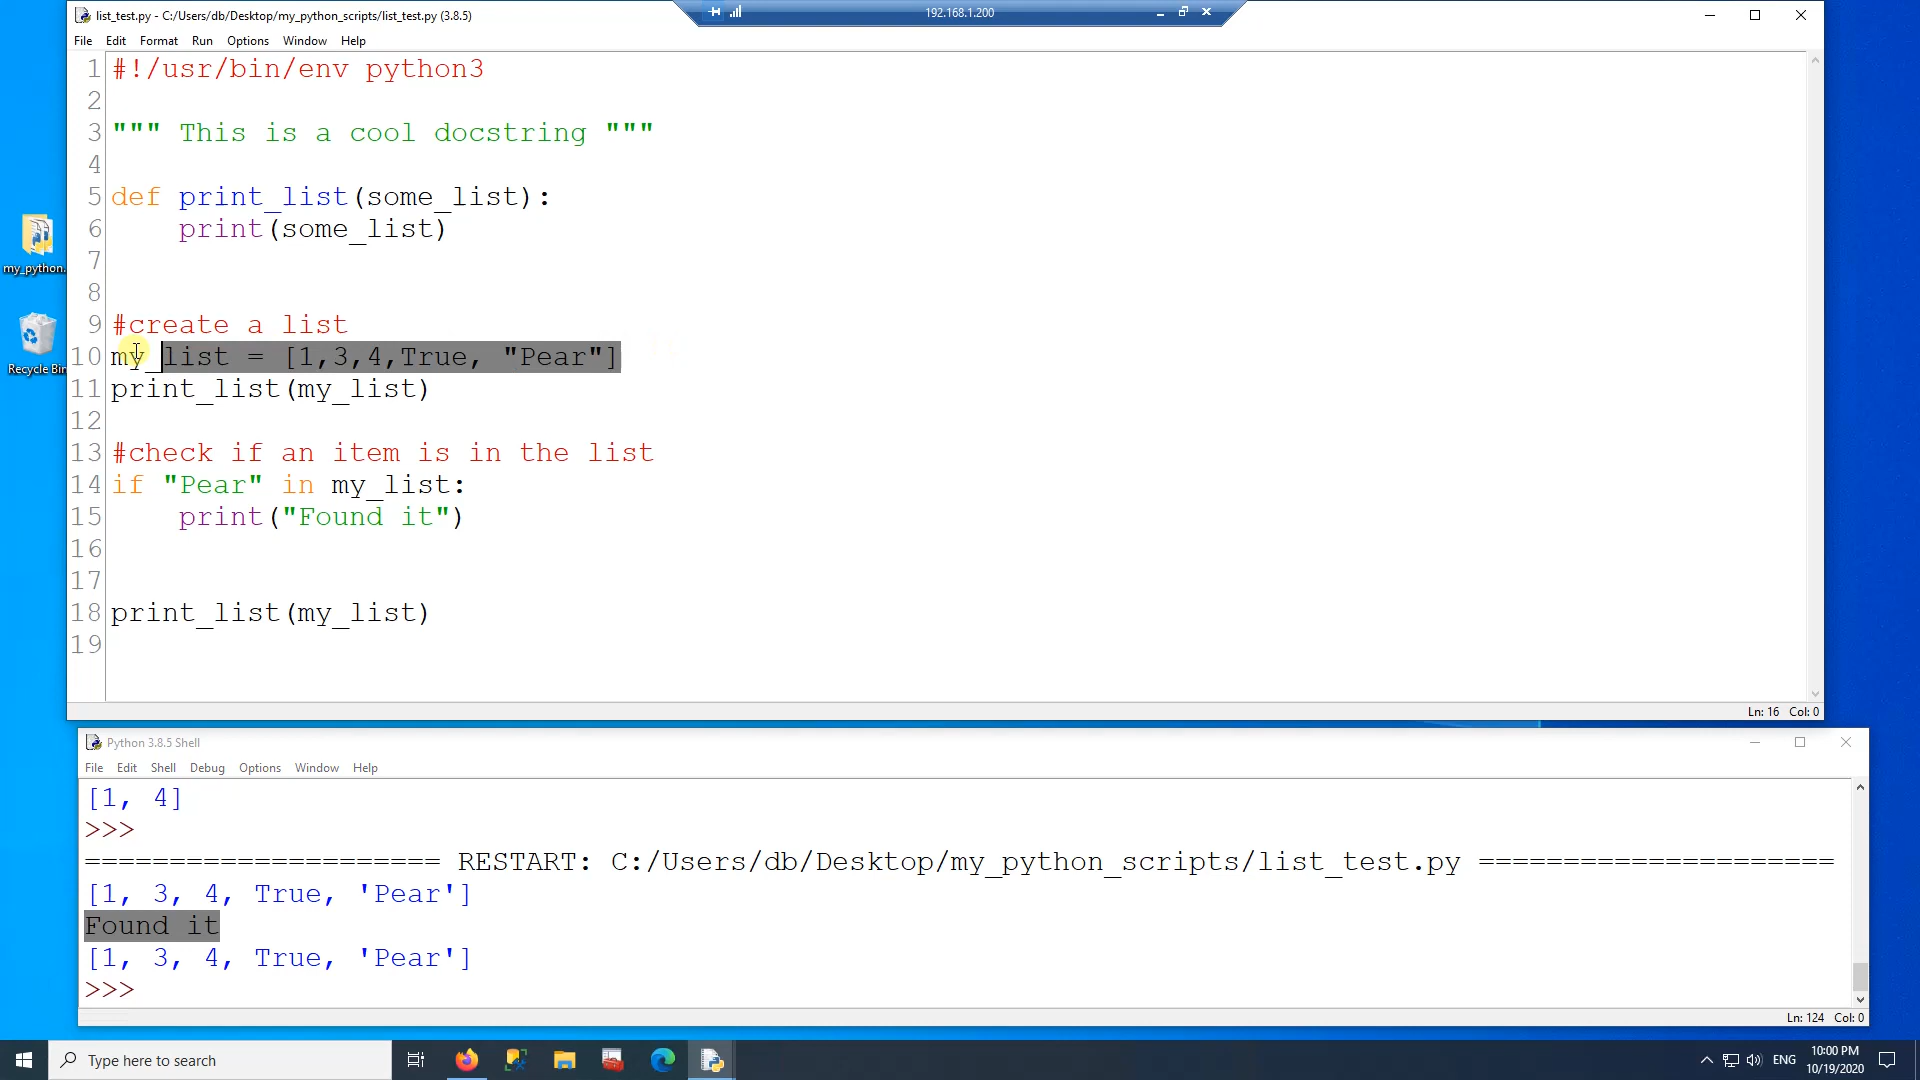 list_test.py - C:/Users/db/Desktop/my_python_scripts/list_test.py (3.8.5)
192.168.1.200
File Edit Format Run Options Window Help
1 #!/usr/bin/env python3
2
3 """ This is a cool docstring """
4
5 def print_list(some_list):
6 print(some_list)
7
8
9 #create a list
10 my_list = [1,3,4,True, "Pear"]
11 print_list(my_list)
12
13 #check if an item is in the list
14 if "Pear" in my_list:
15 print("Found it")
16
17
18 print_list(my_list)
19
Ln: 16 Col: 0
my_python.
Recycle Bin
Python 3.8.5 Shell
File Edit Shell Debug Options Window Help
[1, 4]
>>>
===================== RESTART: C:/Users/db/Desktop/my_python_scripts/list_test.py =====================
[1, 3, 4, True, 'Pear']
Found it
[1, 3, 4, True, 'Pear']
>>>
Ln: 124 Col: 0
Type here to search
ENG
10:00 PM
10/19/2020